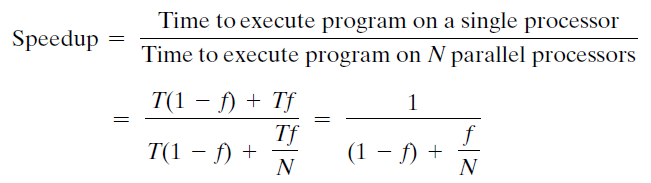 Speedup = Time to execute program on a single processor / Time to execute program on N parallel processors
= T(1 − f) + Tf / T(1 − f) + Tf/N = 1 / (1 − f) + f/N